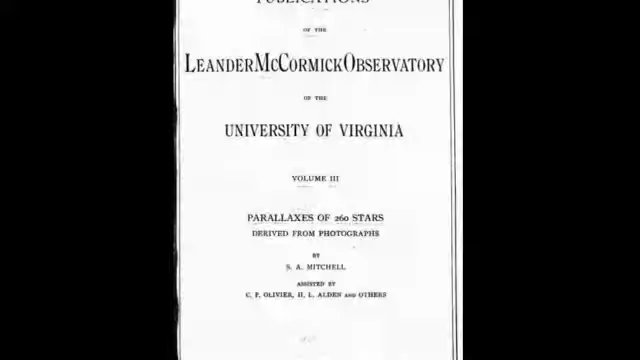 PUBLICATIONS
OF THE
LEANDER MCCORMICK OBSERVATORY
OF THE
UNIVERSITY OF VIRGINIA
VOLUME III
PARALLAXES OF 260 STARS
DERIVED FROM PHOTOGRAPHS
BY
S. A. MITCHELL
ASSISTED BY
C. P. OLIVIER, H. L. ALDEN AND OTHERS